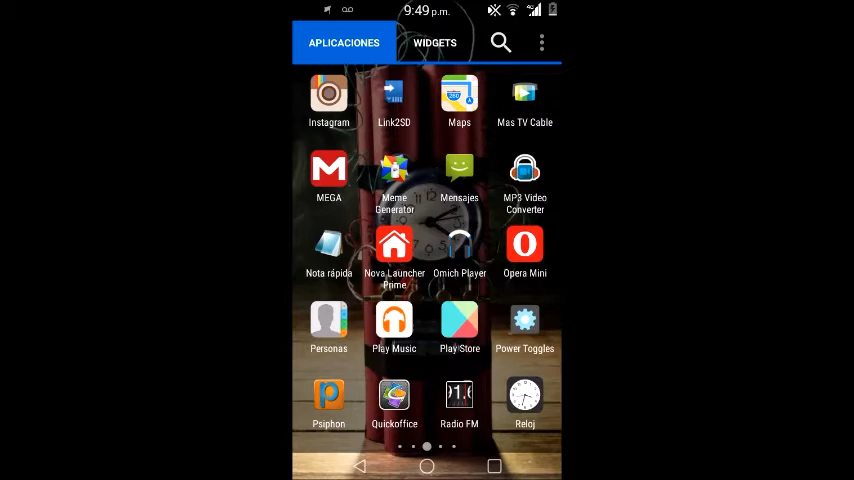 9:49 p.m.
APLICACIONES WIDGETS
Instagram Link2SD Maps Mas TV Cable
MEGA Meme Generator Mensajes MP3 Video Converter
Nota rápida Nova Launcher Prime Omich Player Opera Mini
Personas Play Music Play Store Power Toggles
Psiphon Quickoffice Radio FM Reloj